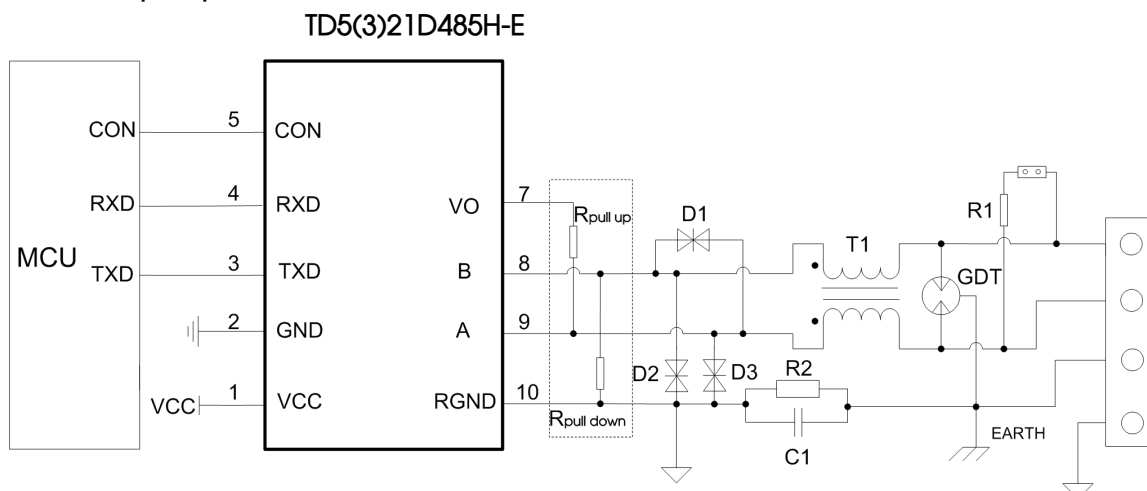 TD5(3)21D485H-E
MCU
CON
RXD
TXD
VCC
5
4
3
2
1
CON
RXD
TXD
GND
VCC
VO
B
A
RGND
7
8
9
10
Rpull up
Rpull down
D1
D2
D3
T1
R2
C1
GDT
R1
EARTH